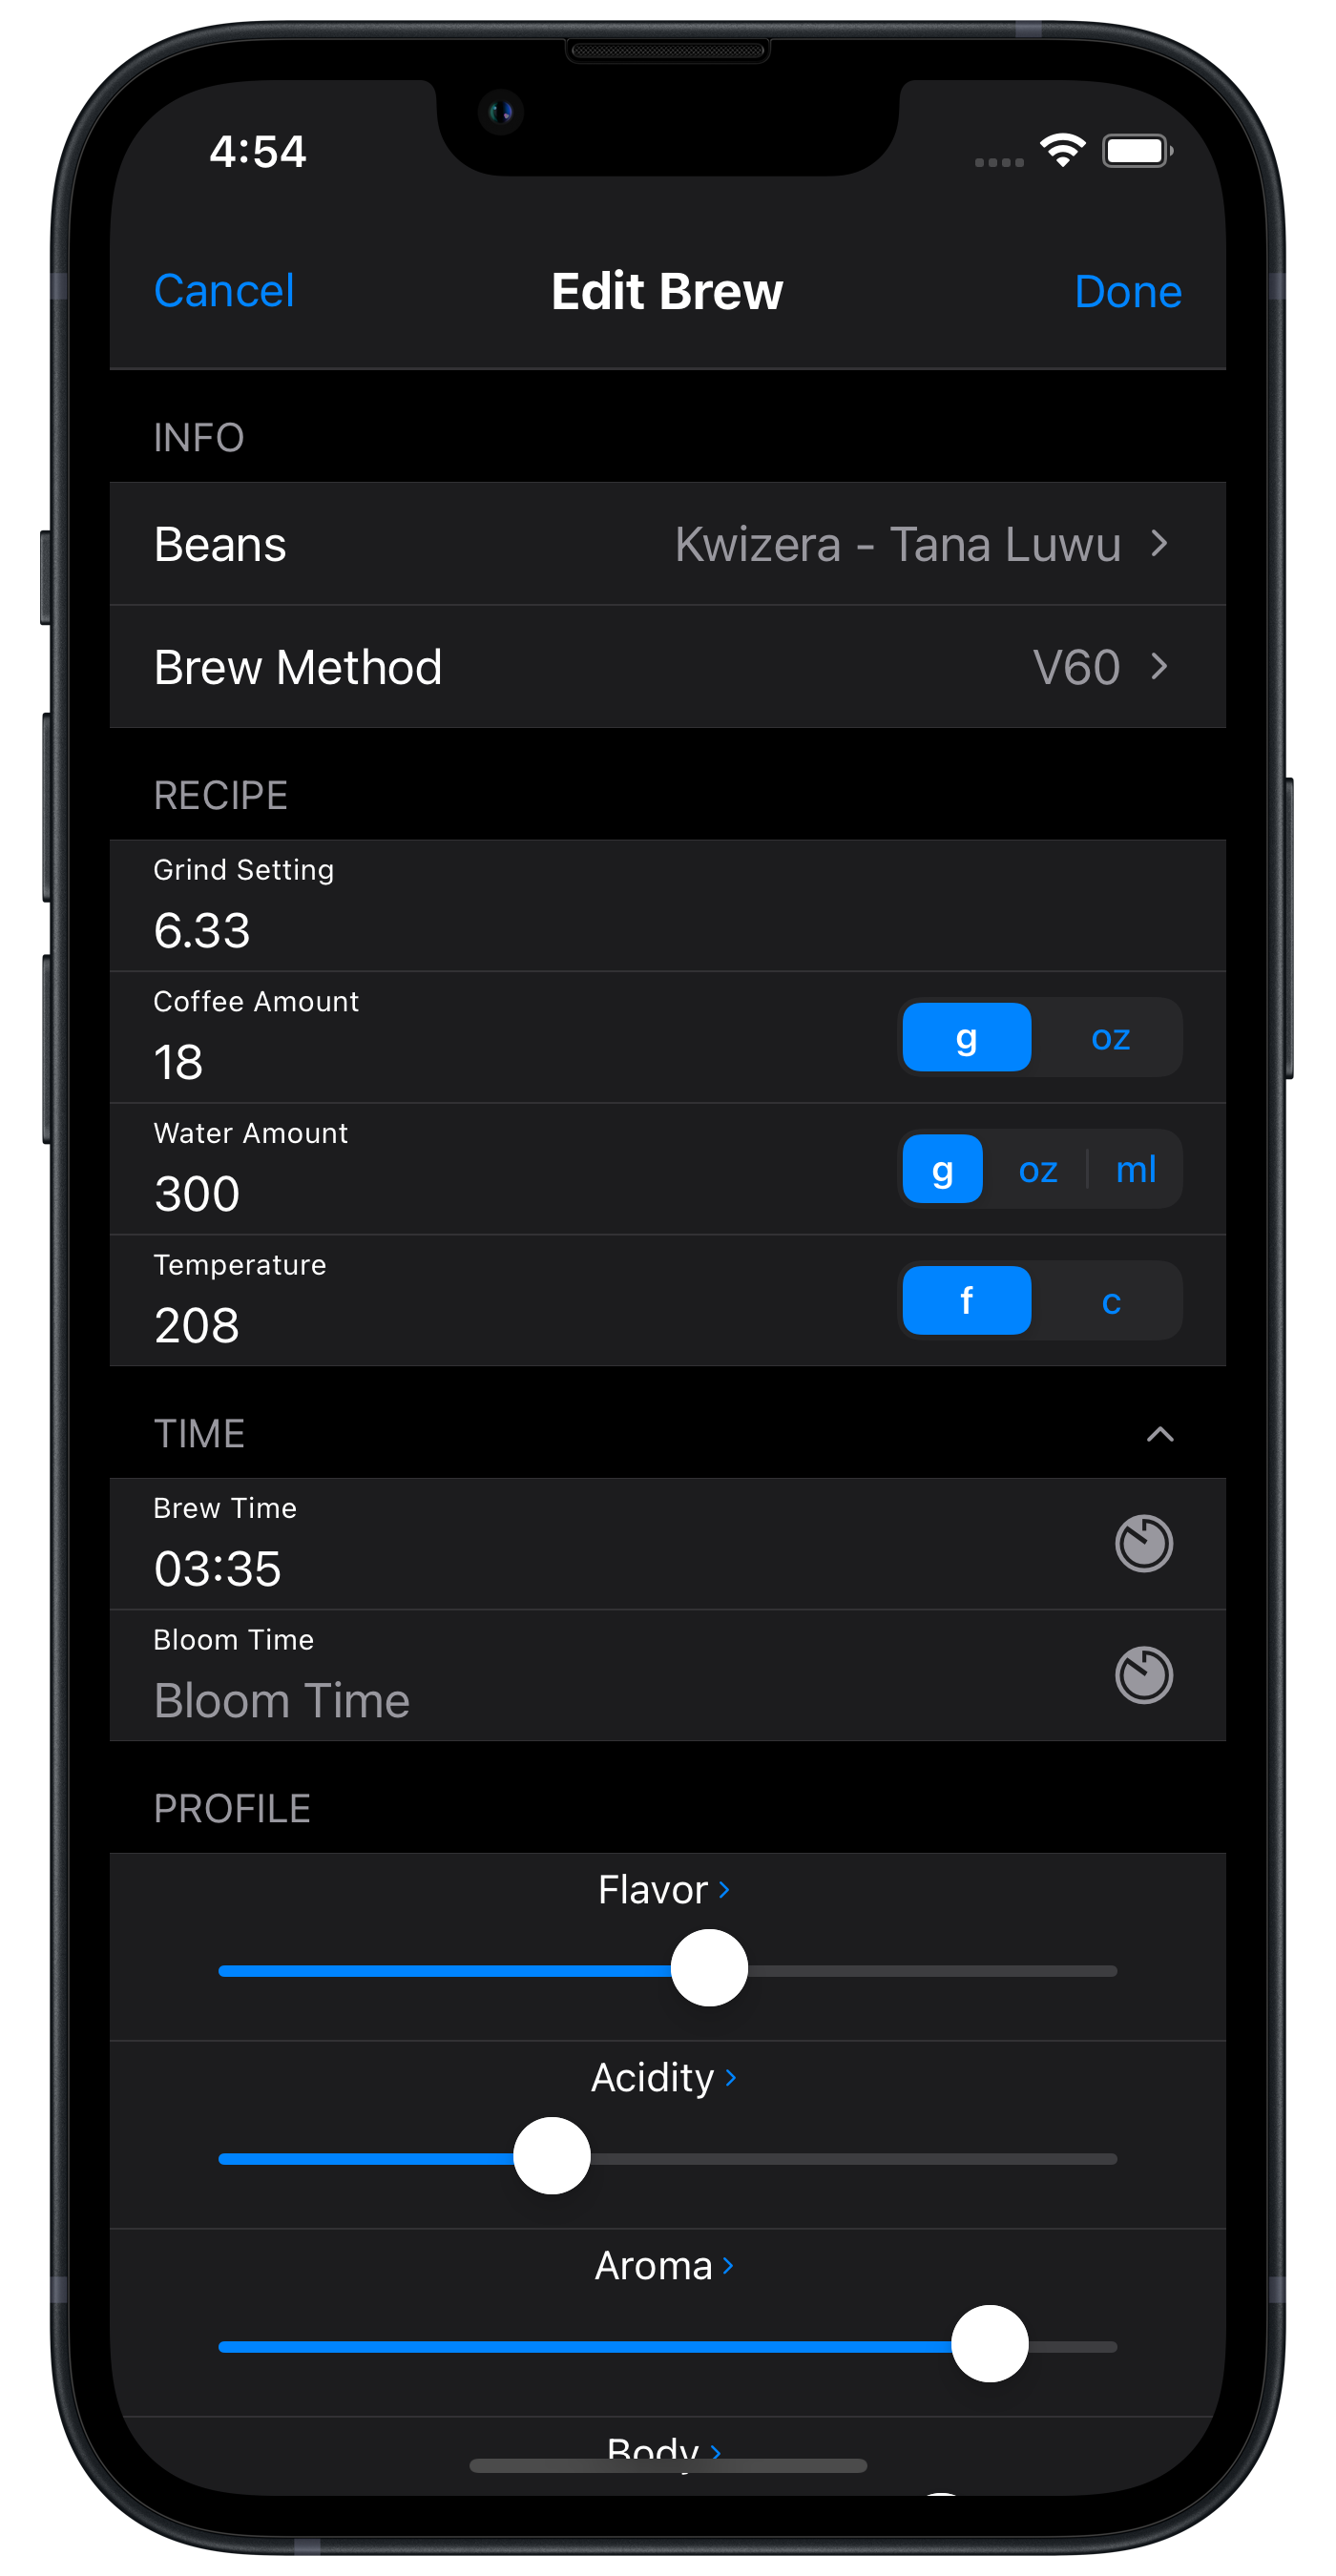 4:54
Cancel Edit Brew Done
INFO
Beans Kwizera - Tana Luwu
Brew Method V60
RECIPE
Grind Setting
6.33
Coffee Amount
18 g oz
Water Amount
300 g oz ml
Temperature
208 f c
TIME
Brew Time
03:35
Bloom Time
Bloom Time
PROFILE
Flavor
Acidity
Aroma
Body